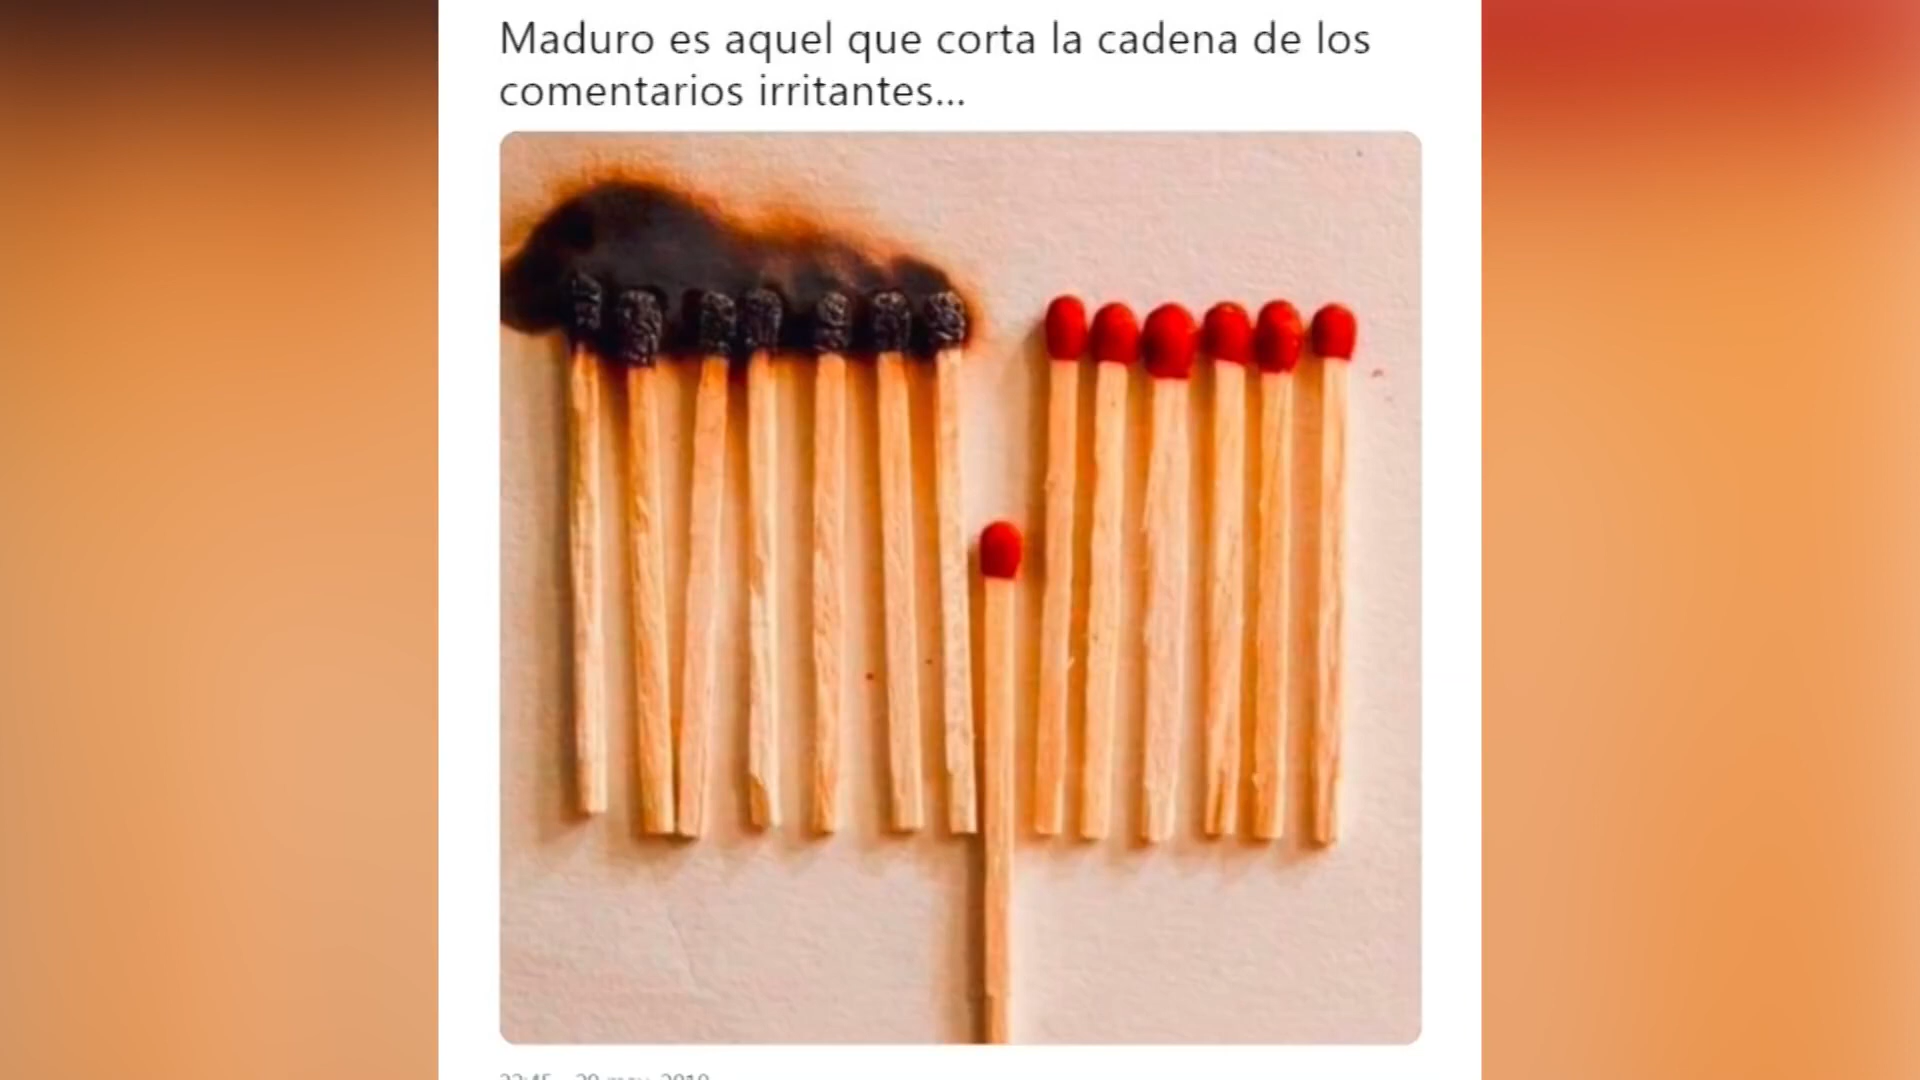 Maduro es aquel que corta la cadena de los
comentarios irritantes...